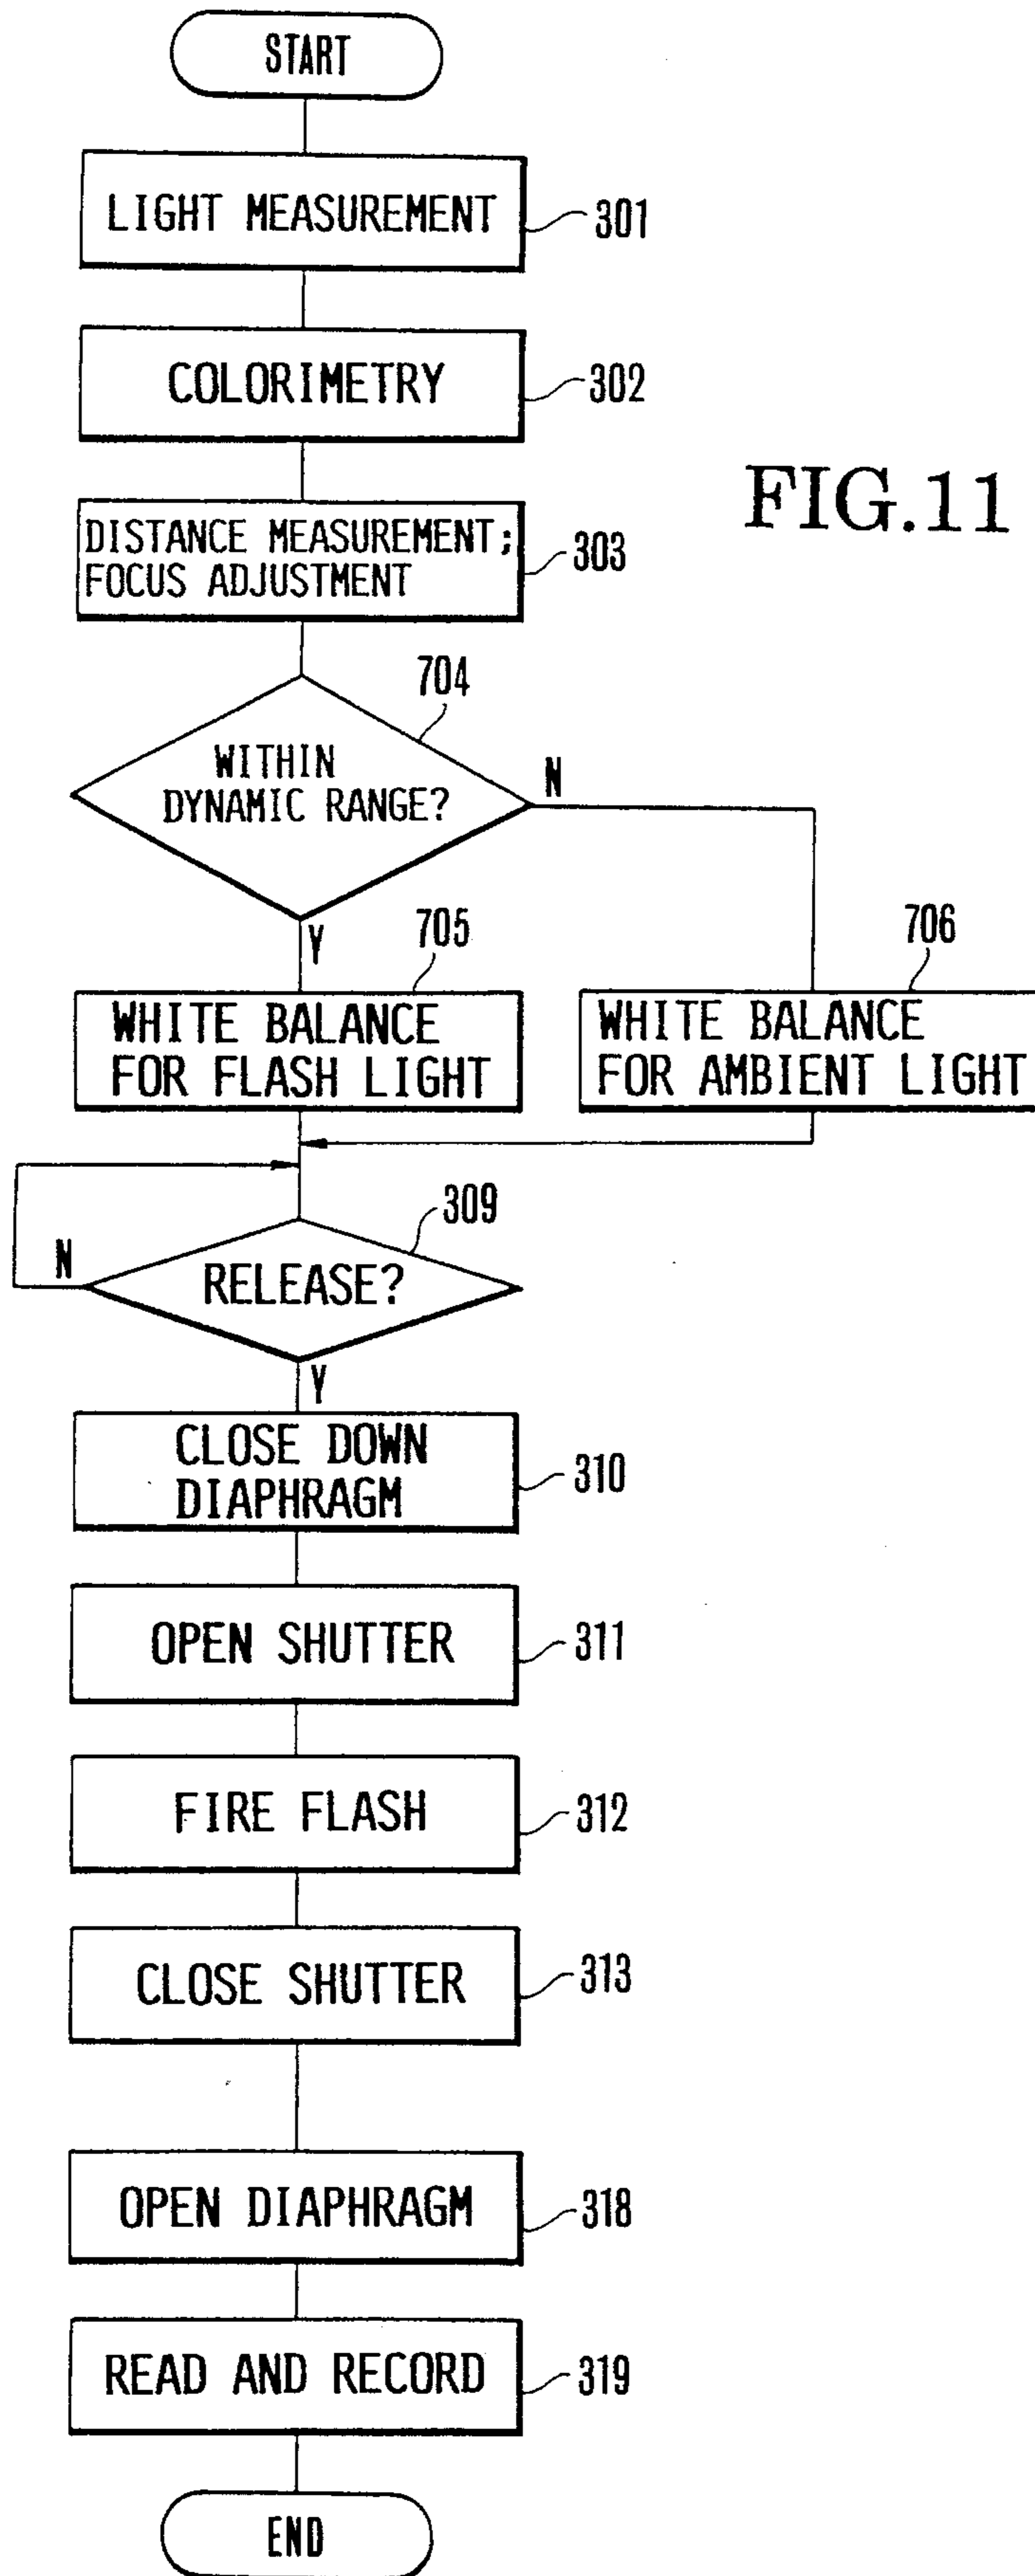 START
LIGHT MEASUREMENT
301
COLORIMETRY
302
FIG.11
DISTANCE MEASUREMENT;
FOCUS ADJUSTMENT
303
704
WITHIN
DYNAMIC RANGE?
N
Y
705
706
WHITE BALANCE
FOR FLASH LIGHT
WHITE BALANCE
FOR AMBIENT LIGHT
309
N
RELEASE?
Y
CLOSE DOWN
DIAPHRAGM
310
OPEN SHUTTER
311
FIRE FLASH
312
CLOSE SHUTTER
313
OPEN DIAPHRAGM
318
READ AND RECORD
319
END